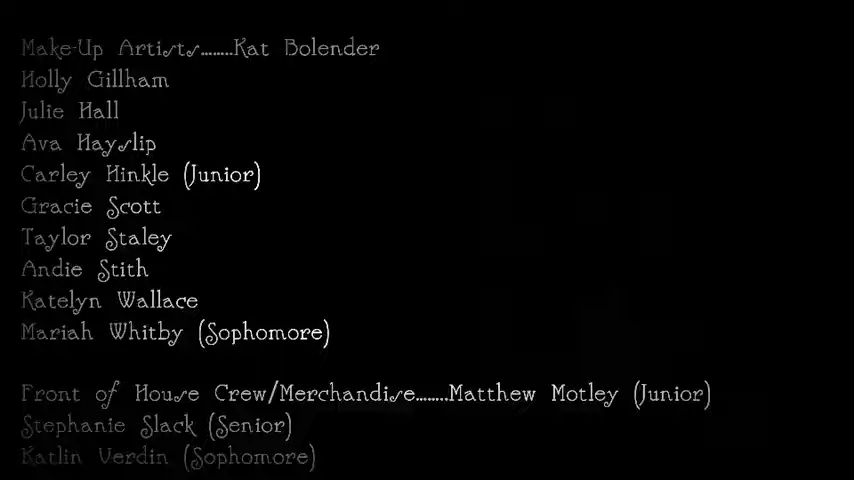 Make-Up Artists........Kat Bolender
Holly Gillham
Julie Hall
Ava Hayslip
Carley Hinkle (Junior)
Gracie Scott
Taylor Staley
Andie Stith
Katelyn Wallace
Mariah Whitby (Sophomore)
Front of House Crew/Merchandise........Matthew Motley (Junior)
Stephanie Slack (Senior)
Katlin Verdin (Sophomore)